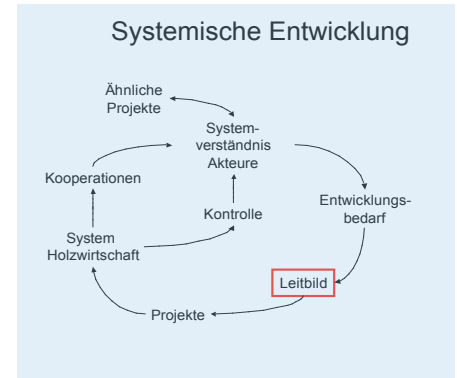 Systemische Entwicklung
Ähnliche
Projekte
System-
verständnis
Akteure
Kooperationen
Entwicklungs-
bedarf
Kontrolle
System
Holzwirtschaft
Leitbild
Projekte